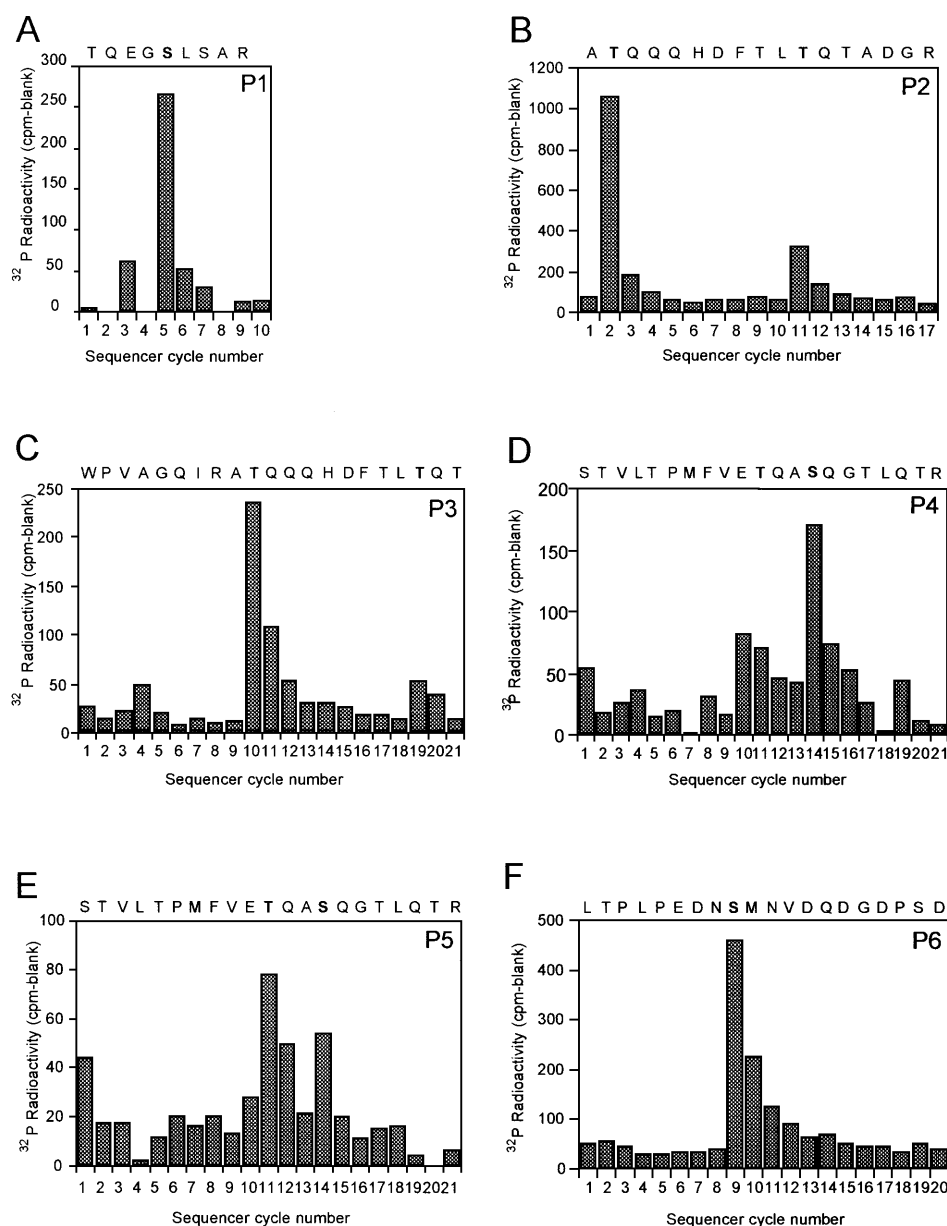 A
T Q E G S L S A R
P1
300
250
200
150
100
50
0
32 P Radioactivity (cpm-blank)
1 2 3 4 5 6 7 8 9 10
Sequencer cycle number
B
A T Q Q Q H D F T L T Q T A D G R
P2
1200
1000
800
600
400
200
0
32 P Radioactivity (cpm-blank)
1 2 3 4 5 6 7 8 9 10 11 12 13 14 15 16 17
Sequencer cycle number
C
W P V A G Q I R A T Q Q Q H D F T L T Q T
P3
250
200
150
100
50
0
32 P Radioactivity (cpm-blank)
1 2 3 4 5 6 7 8 9 10 11 12 13 14 15 16 17 18 19 20 21
Sequencer cycle number
D
S T V L T P M F V E T Q A S Q G T L Q T R
P4
200
150
100
50
0
32 P Radioactivity (cpm-blank)
1 2 3 4 5 6 7 8 9 10 11 12 13 14 15 16 17 18 19 20 21
Sequencer cycle number
E
S T V L T P M F V E T Q A S Q G T L Q T R
P5
100
80
60
40
20
0
32 P Radioactivity (cpm-blank)
1 2 3 4 5 6 7 8 9 10 11 12 13 14 15 16 17 18 19 20 21
Sequencer cycle number
F
L T P L P E D N S M N V D Q D G D P S D
P6
500
400
300
200
100
0
32 P Radioactivity (cpm-blank)
1 2 3 4 5 6 7 8 9 10 11 12 13 14 15 16 17 18 19 20
Sequencer cycle number